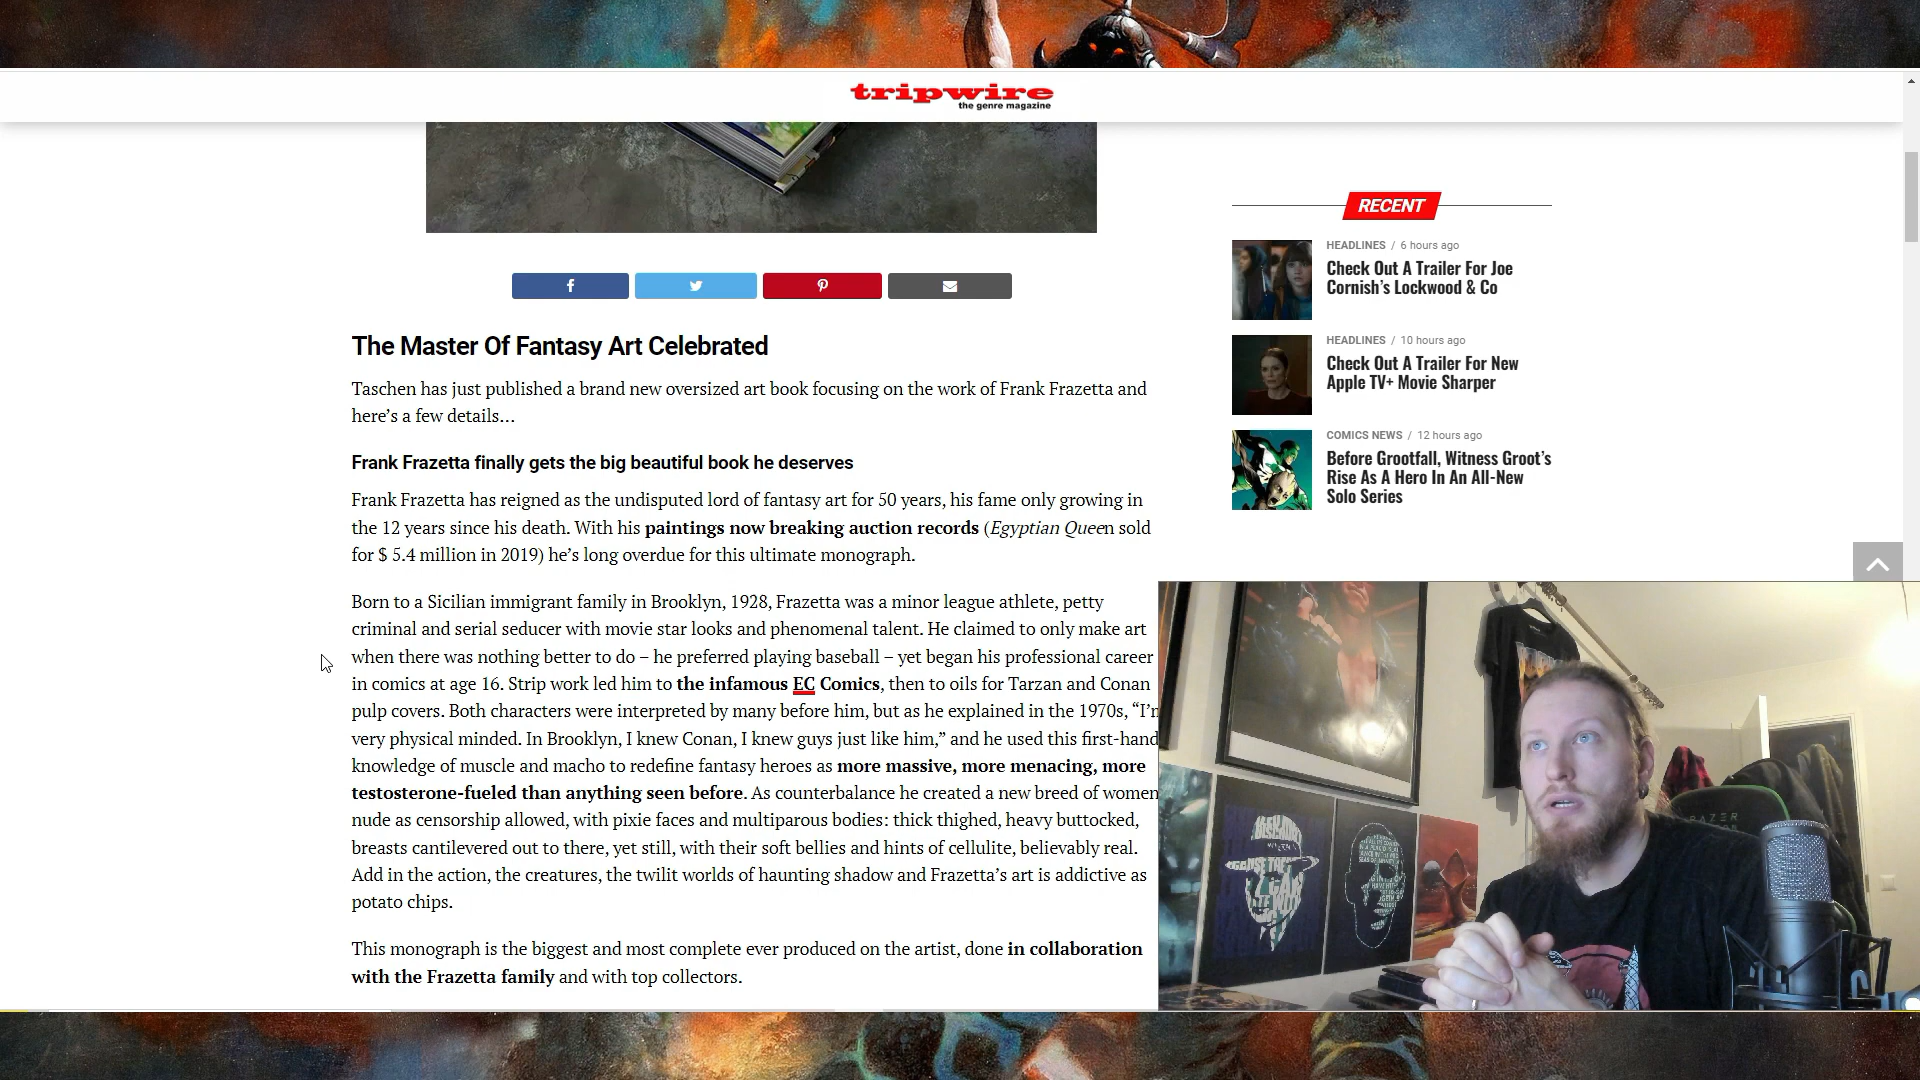 tripwire
the genre magazine
RECENT
HEADLINES / 6 hours ago
Check Out A Trailer For Joe
Cornish’s Lockwood & Co
HEADLINES / 10 hours ago
Check Out A Trailer For New
Apple TV+ Movie Sharper
COMICS NEWS / 12 hours ago
Before Grootfall, Witness Groot’s
Rise As A Hero In An All-New
Solo Series
The Master Of Fantasy Art Celebrated
Taschen has just published a brand new oversized art book focusing on the work of Frank Frazetta and
here’s a few details…
Frank Frazetta finally gets the big beautiful book he deserves
Frank Frazetta has reigned as the undisputed lord of fantasy art for 50 years, his fame only growing in
the 12 years since his death. With his paintings now breaking auction records (Egyptian Queen sold
for $ 5.4 million in 2019) he’s long overdue for this ultimate monograph.
Born to a Sicilian immigrant family in Brooklyn, 1928, Frazetta was a minor league athlete, petty
criminal and serial seducer with movie star looks and phenomenal talent. He claimed to only make art
when there was nothing better to do – he preferred playing baseball – yet began his professional career
in comics at age 16. Strip work led him to the infamous EC Comics, then to oils for Tarzan and Conan
pulp covers. Both characters were interpreted by many before him, but as he explained in the 1970s, “I’m
very physical minded. In Brooklyn, I knew Conan, I knew guys just like him,” and he used this first-hand
knowledge of muscle and macho to redefine fantasy heroes as more massive, more menacing, more
testosterone-fueled than anything seen before. As counterbalance he created a new breed of women
nude as censorship allowed, with pixie faces and multiparous bodies: thick thighed, heavy buttocked,
breasts cantilevered out to there, yet still, with their soft bellies and hints of cellulite, believably real.
Add in the action, the creatures, the twilit worlds of haunting shadow and Frazetta’s art is addictive as
potato chips.
This monograph is the biggest and most complete ever produced on the artist, done in collaboration
with the Frazetta family and with top collectors.